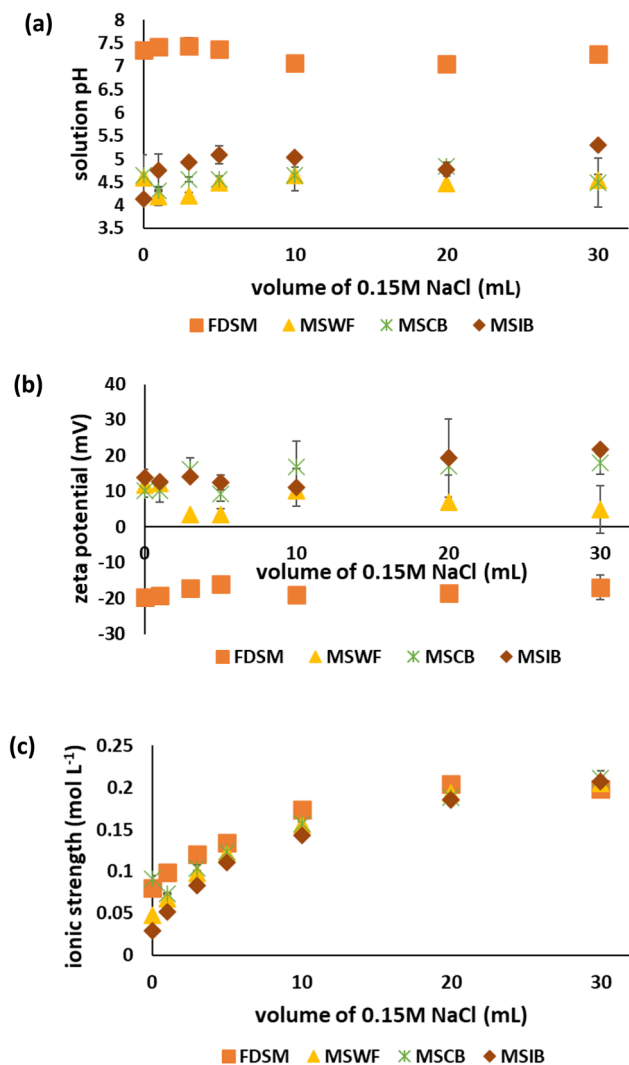 (a)
solution pH
8
7.5
7
6.5
6
5.5
5
4.5
4
3.5
0 10 20 30
volume of 0.15M NaCl (mL)
FDSM MSWF MSCB MSIB
(b)
zeta potential (mV)
40
30
20
10
0
-10
-20
-30
0 10 20 30
volume of 0.15M NaCl (mL)
FDSM MSWF MSCB MSIB
(c)
ionic strength (mol L⁻¹)
0.25
0.2
0.15
0.1
0.05
0
0 10 20 30
volume of 0.15M NaCl (mL)
FDSM MSWF MSCB MSIB